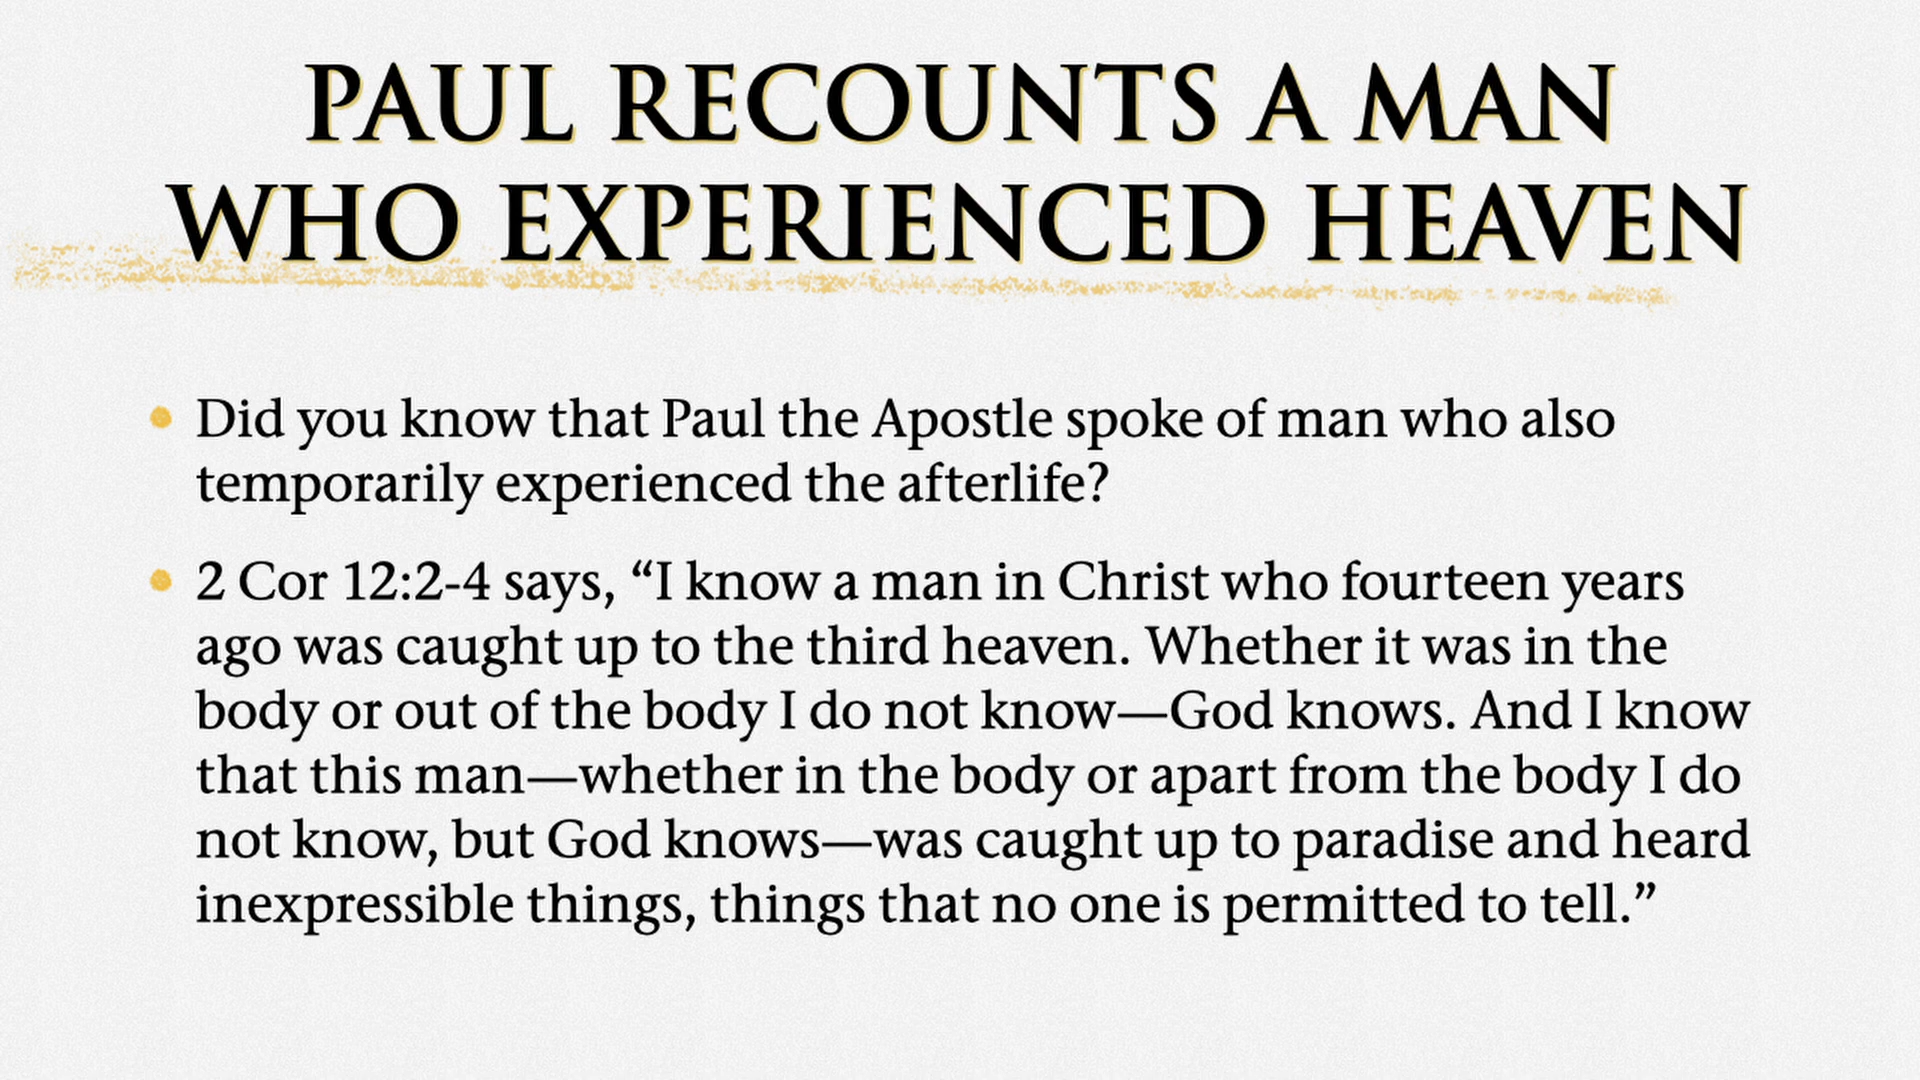 PAUL RECOUNTS A MAN
WHO EXPERIENCED HEAVEN
Did you know that Paul the Apostle spoke of man who also
temporarily experienced the afterlife?
2 Cor 12:2-4 says, “I know a man in Christ who fourteen years
ago was caught up to the third heaven. Whether it was in the
body or out of the body I do not know—God knows. And I know
that this man—whether in the body or apart from the body I do
not know, but God knows—was caught up to paradise and heard
inexpressible things, things that no one is permitted to tell.”